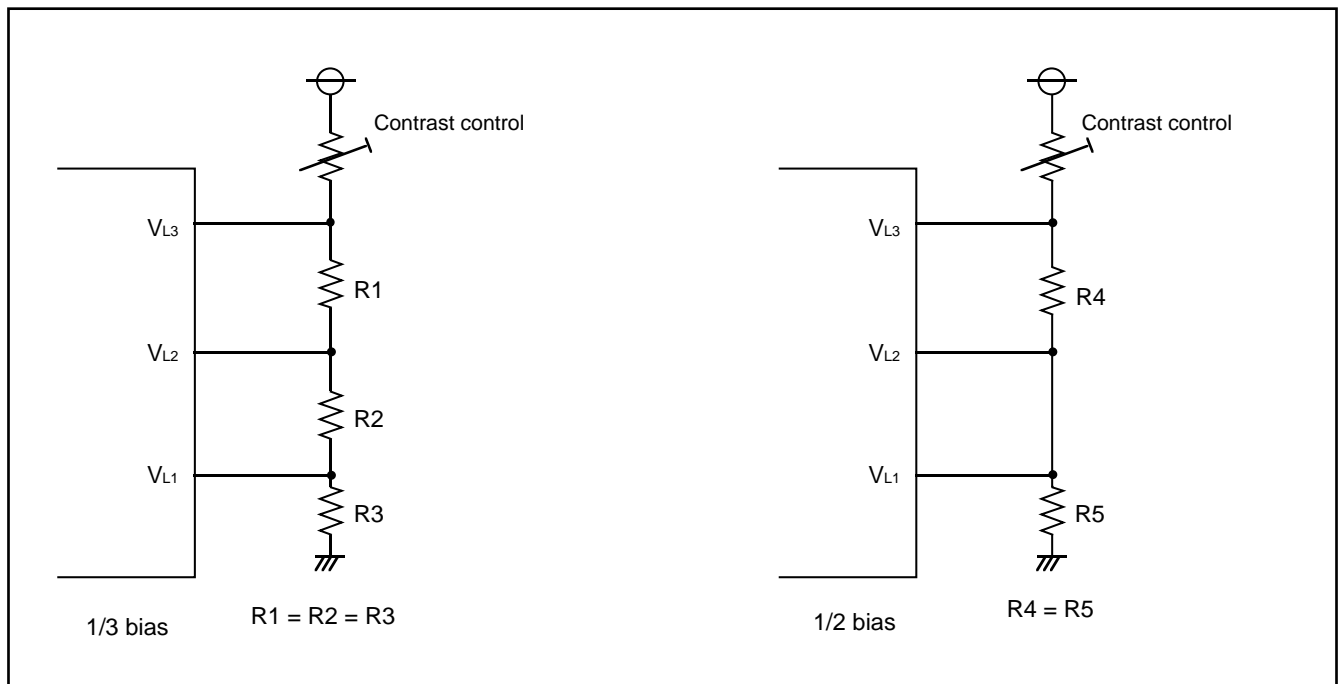 Contrast control
VL3
R1
VL2
R2
VL1
R3
1/3 bias
R1 = R2 = R3
Contrast control
VL3
R4
VL2
VL1
R5
1/2 bias
R4 = R5